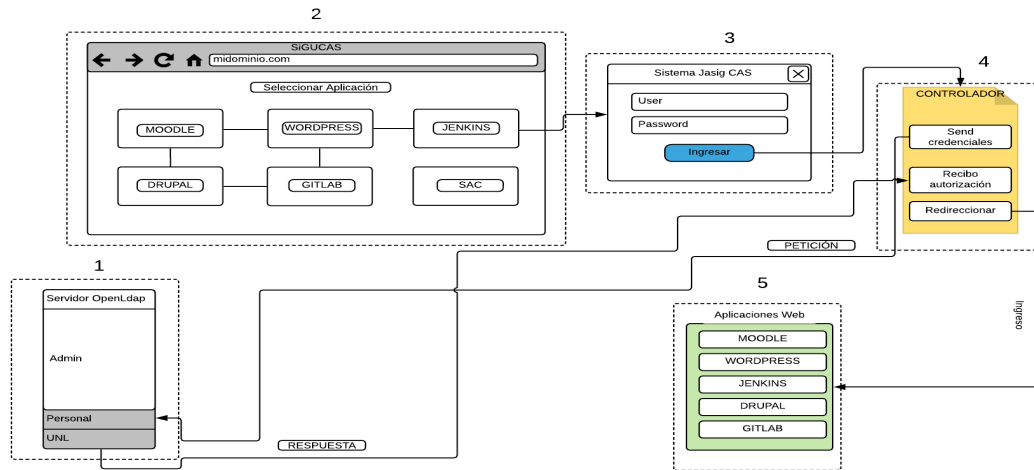 2
SiGUCAS
midominio.com
Seleccionar Aplicación
MOODLE
WORDPRESS
JENKINS
DRUPAL
GITLAB
SAC
3
Sistema Jasig CAS
User
Password
Ingresar
4
CONTROLADOR
Send
credenciales
Recibo
autorización
Redireccionar
PETICIÓN
1
Servidor OpenLdap
Admin
Personal
UNL
RESPUESTA
5
Aplicaciones Web
MOODLE
WORDPRESS
JENKINS
DRUPAL
GITLAB
Ingreso